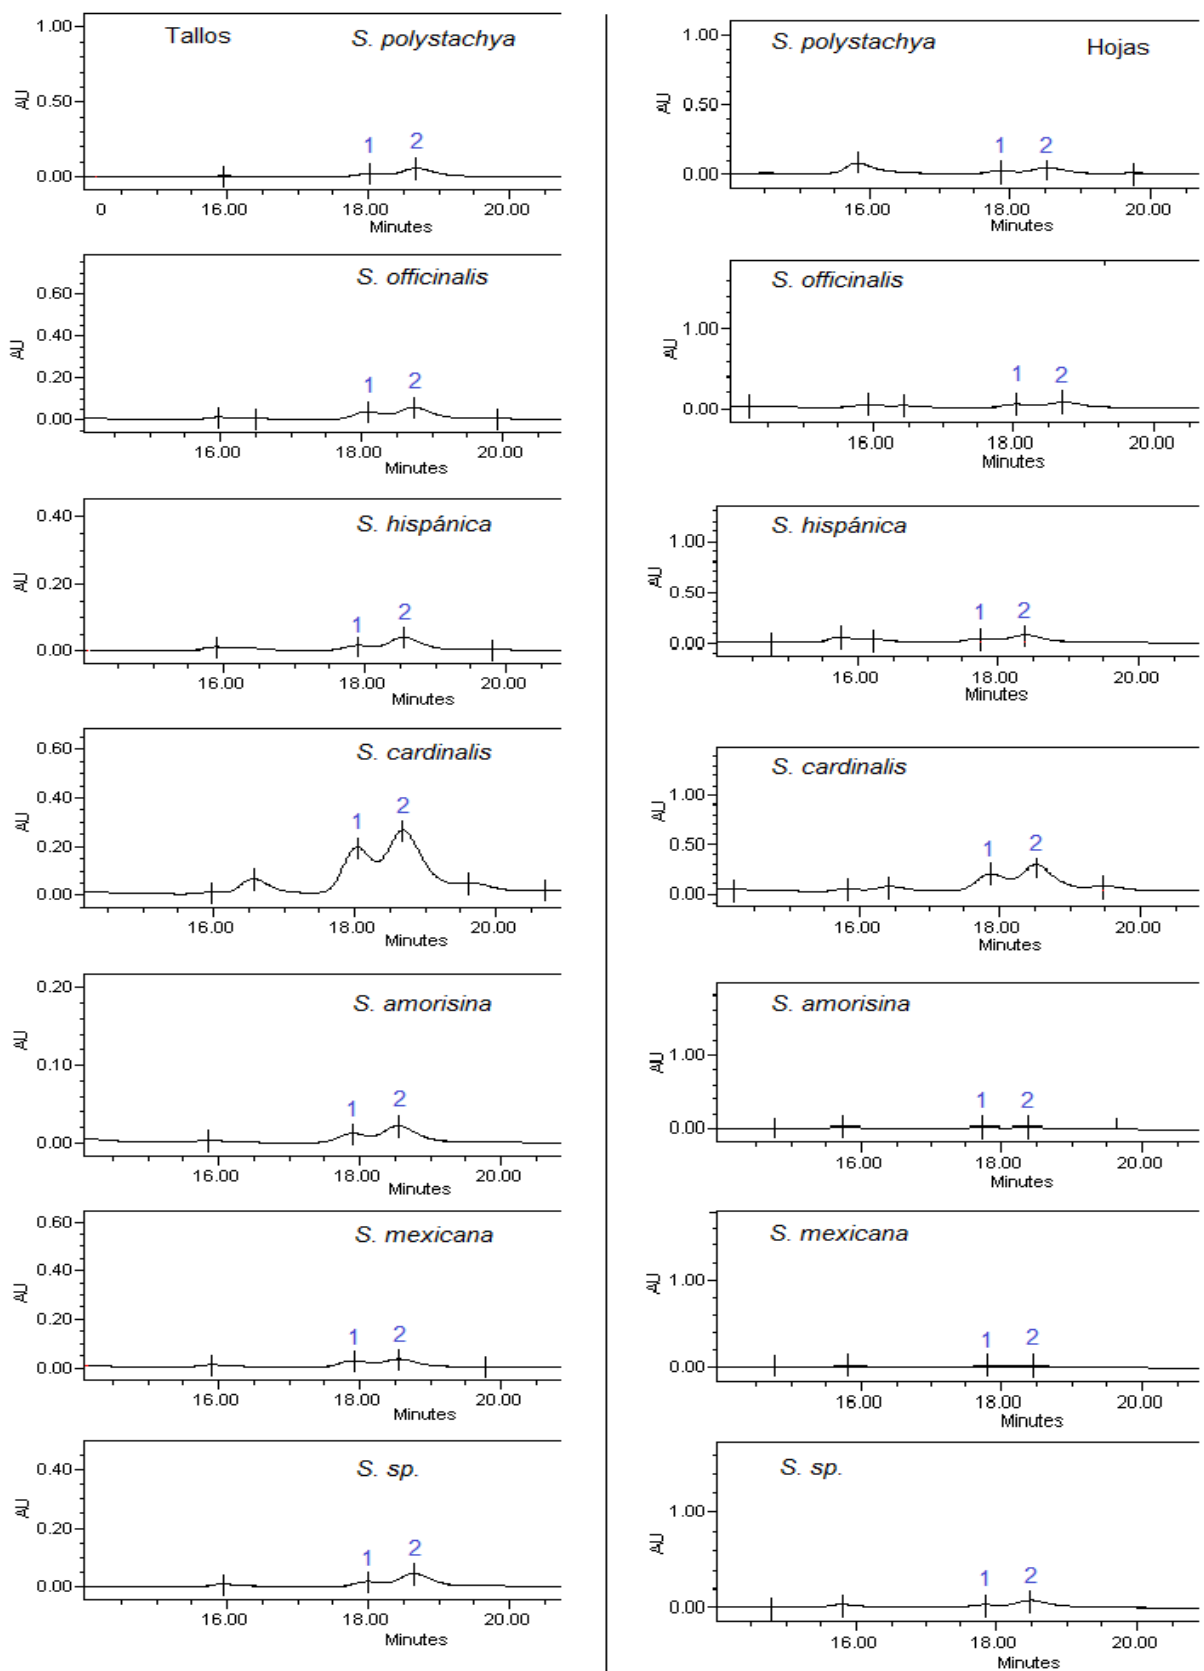 Tallos S. polystachya
1.00
AU
0.50
1 2
0.00
0 16.00 18.00 20.00
Minutes
S. officinalis
0.60
0.40
AU
0.20
1 2
0.00
16.00 18.00 20.00
Minutes
S. hispánica
0.40
AU
0.20
1 2
0.00
16.00 18.00 20.00
Minutes
S. cardinalis
0.60
0.40
AU
1 2
0.20
0.00
16.00 18.00 20.00
Minutes
S. amorisina
0.20
AU
0.10
1 2
0.00
16.00 18.00 20.00
Minutes
S. mexicana
0.60
0.40
AU
0.20
1 2
0.00
16.00 18.00 20.00
Minutes
S. sp.
0.40
AU
0.20
1 2
0.00
16.00 18.00 20.00
Minutes
S. polystachya Hojas
1.00
AU
0.50
1 2
0.00
16.00 18.00 20.00
Minutes
S. officinalis
1.00
AU
1 2
0.00
16.00 18.00 20.00
Minutes
S. hispánica
1.00
AU
0.50
1 2
0.00
16.00 18.00 20.00
Minutes
S. cardinalis
1.00
AU
0.50
1 2
0.00
16.00 18.00 20.00
Minutes
S. amorisina
1.00
AU
1 2
0.00
16.00 18.00 20.00
Minutes
S. mexicana
1.00
AU
1 2
0.00
16.00 18.00 20.00
Minutes
S. sp.
1.00
AU
1 2
0.00
16.00 18.00 20.00
Minutes